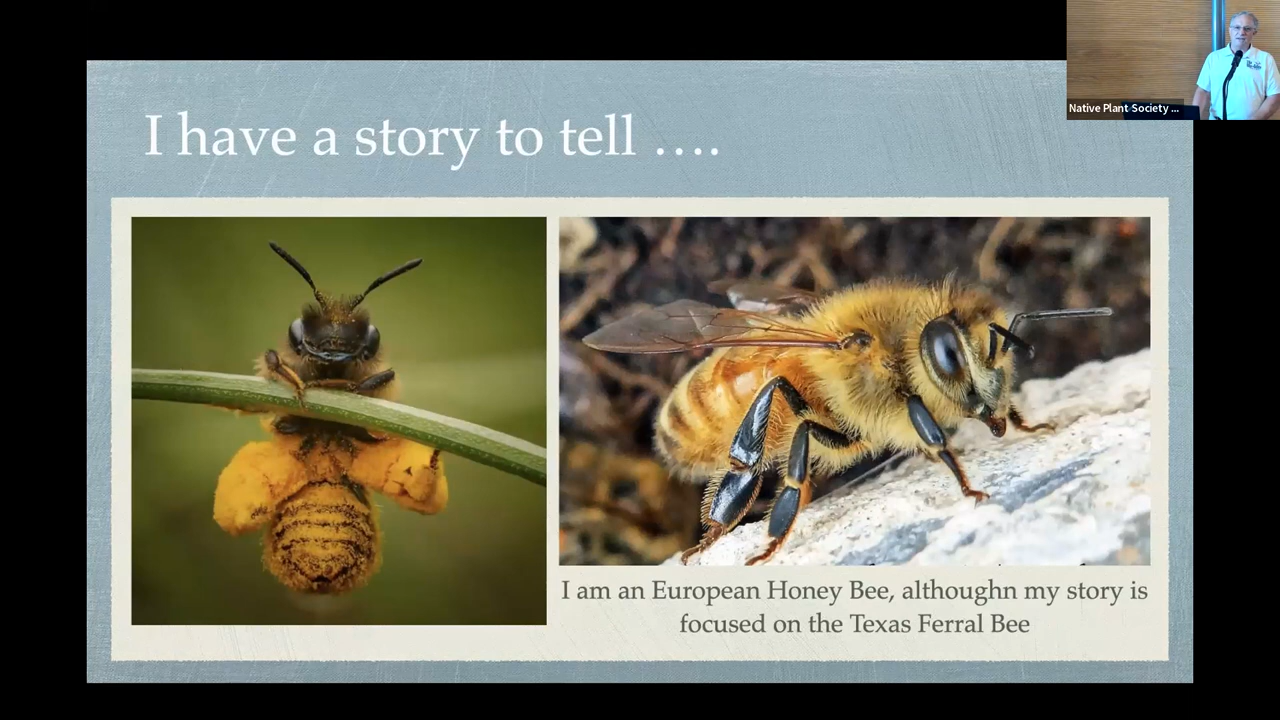 Native Plant Society ...
I have a story to tell ....
I am an European Honey Bee, althoughn my story is
focused on the Texas Ferral Bee